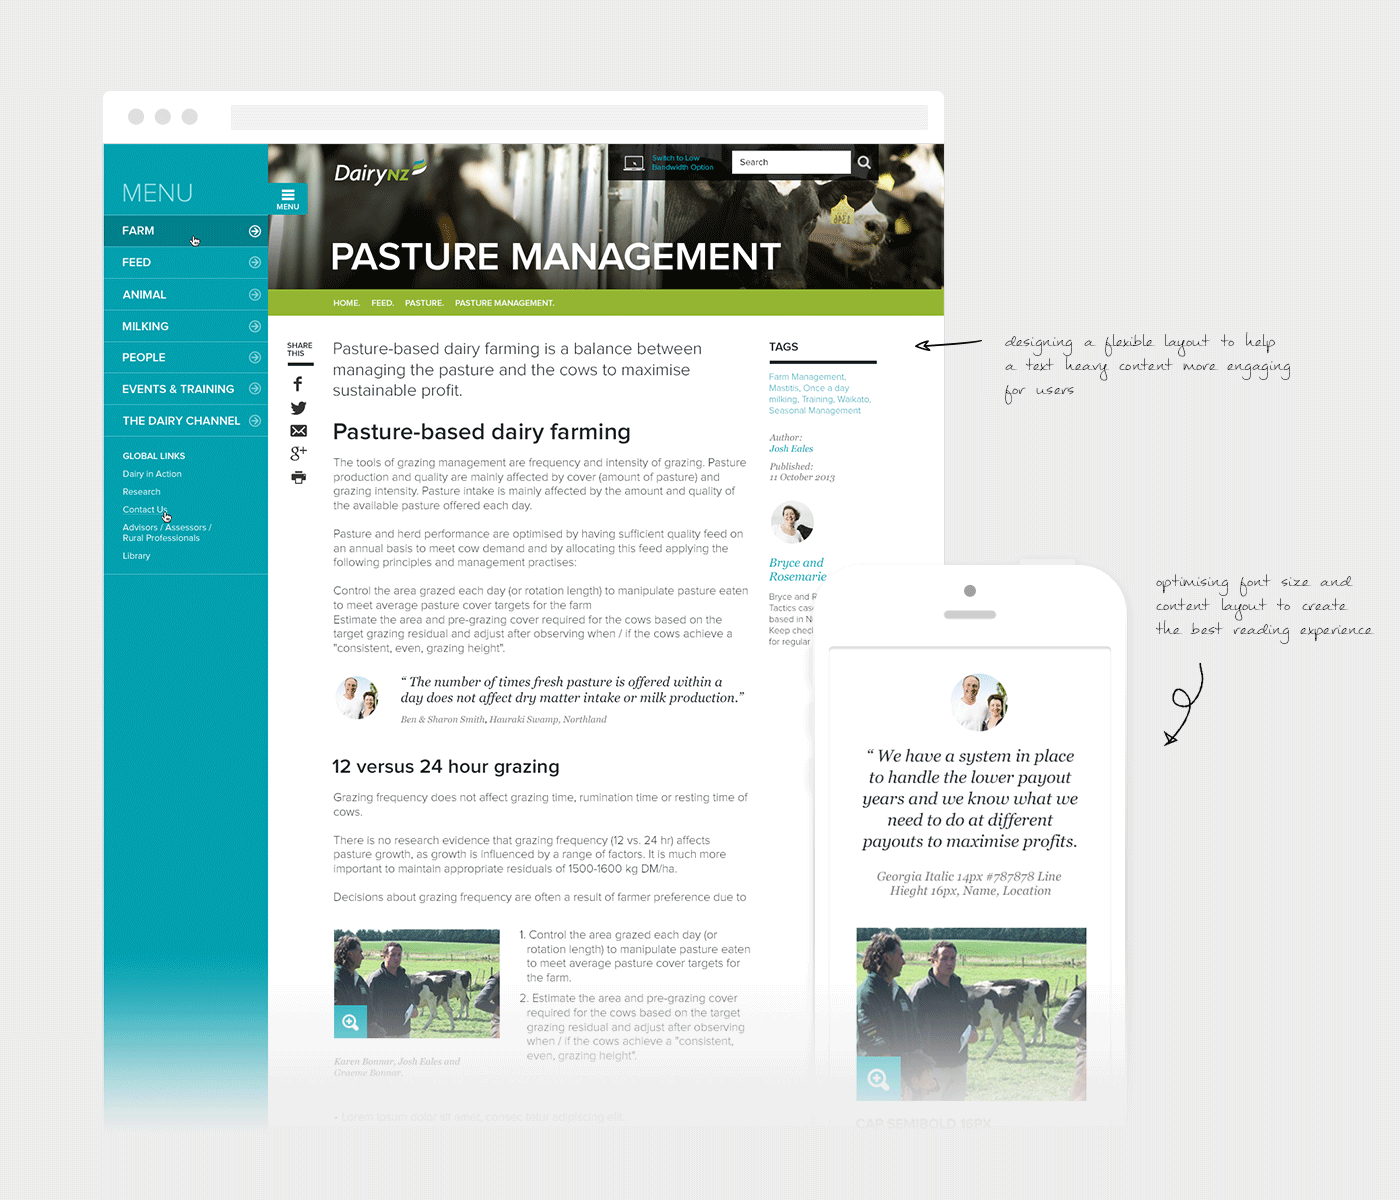 MENU
FARM
FEED
ANIMAL
MILKING
PEOPLE
EVENTS & TRAINING
THE DAIRY CHANNEL
GLOBAL LINKS
Dairy in Action
Research
Contact Us
Advisors / Assessors /
Rural Professionals
Library
MENU
DairyNZ
Switch to Low
Bandwidth Option
Search
1346
PASTURE MANAGEMENT
HOME. FEED. PASTURE. PASTURE MANAGEMENT.
SHARE
THIS
g+
Pasture-based dairy farming is a balance between
managing the pasture and the cows to maximise
sustainable profit.
Pasture-based dairy farming
The tools of grazing management are frequency and intensity of grazing. Pasture
production and quality are mainly affected by cover (amount of pasture) and
grazing intensity. Pasture intake is mainly affected by the amount and quality of
the available pasture offered each day.
Pasture and herd performance are optimised by having sufficient quality feed on
an annual basis to meet cow demand and by allocating this feed applying the
following principles and management practises:
Control the area grazed each day (or rotation length) to manipulate pasture eaten
to meet average pasture cover targets for the farm
Estimate the area and pre-grazing cover required for the cows based on the
target grazing residual and adjust after observing when / if the cows achieve a
"consistent, even, grazing height".
“ The number of times fresh pasture is offered within a
day does not affect dry matter intake or milk production.”
Ben & Sharon Smith, Hauraki Swamp, Northland
12 versus 24 hour grazing
Grazing frequency does not affect grazing time, rumination time or resting time of
cows.
There is no research evidence that grazing frequency (12 vs. 24 hr) affects
pasture growth, as growth is influenced by a range of factors. It is much more
important to maintain appropriate residuals of 1500-1600 kg DM/ha.
Decisions about grazing frequency are often a result of farmer preference due to
Karen Bonnar, Josh Eales and
Graeme Bonnar.
1. Control the area grazed each day (or
rotation length) to manipulate pasture eaten
to meet average pasture cover targets for
the farm.
2. Estimate the area and pre-grazing cover
required for the cows based on the target
grazing residual and adjust after observing
when / if the cows achieve a "consistent,
even, grazing height".
– Lorem ipsum dolor sit amet, consec tetur adipiscing elit.
TAGS
Farm Management,
Mastitis, Once a day
milking, Training, Waikato,
Seasonal Management
Author:
Josh Eales
Published:
11 October 2013
Bryce and
Rosemarie
Bryce and R
Tactics cas
based in N
Keep check
for regular
“ We have a system in place
to handle the lower payout
years and we know what we
need to do at different
payouts to maximise profits.
Georgia Italic 14px #787878 Line
Hieght 16px, Name, Location
CAP SEMIBOLD 16PX
designing a flexible layout to help
a text heavy content more engaging
for users
optimising font size and
content layout to create
the best reading experience